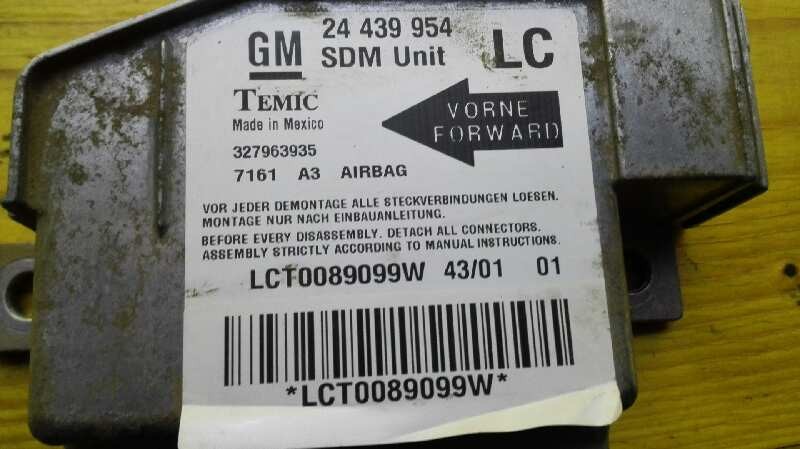 GM 24 439 954 LC
SDM Unit
TEMIC
Made in Mexico
VORNE
FORWARD
327963935
7161 A3 AIRBAG
VOR JEDER DEMONTAGE ALLE STECKVERBINDUNGEN LOESEN.
MONTAGE NUR NACH EINBAUANLEITUNG.
BEFORE EVERY DISASSEMBLY. DETACH ALL CONNECTORS.
ASSEMBLY STRICTLY ACCORDING TO MANUAL INSTRUCTIONS.
LCT0089099W 43/01 01
*LCT0089099W*